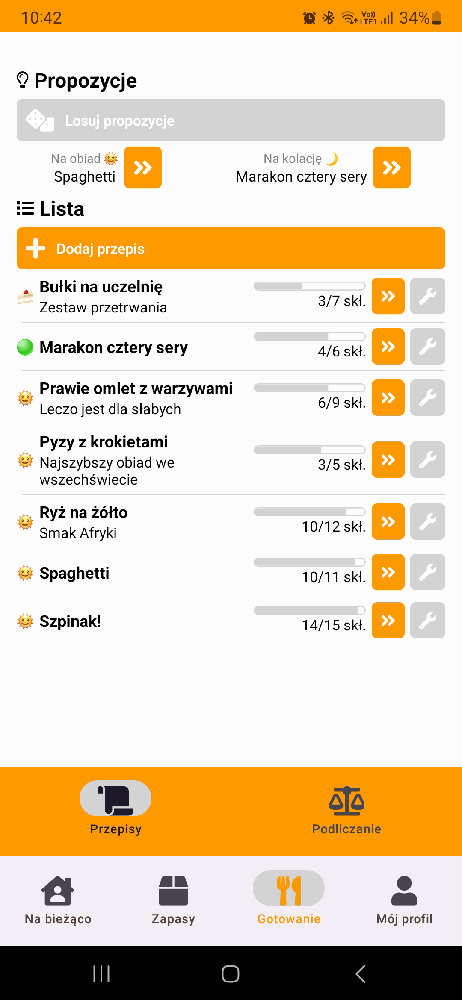 10:42
34%
Propozycje
Losuj propozycje
Na obiad
Spaghetti
Na kolację
Marakon cztery sery
Lista
Dodaj przepis
Bułki na uczelnię
Zestaw przetrwania
3/7 skł.
Marakon cztery sery
4/6 skł.
Prawie omlet z warzywami
Leczo jest dla słabych
6/9 skł.
Pyzy z krokietami
Najszybszy obiad we
wszechświecie
3/5 skł.
Ryż na żółto
Smak Afryki
10/12 skł.
Spaghetti
10/11 skł.
Szpinak!
14/15 skł.
Przepisy
Podliczanie
Na bieżąco
Zapasy
Gotowanie
Mój profil